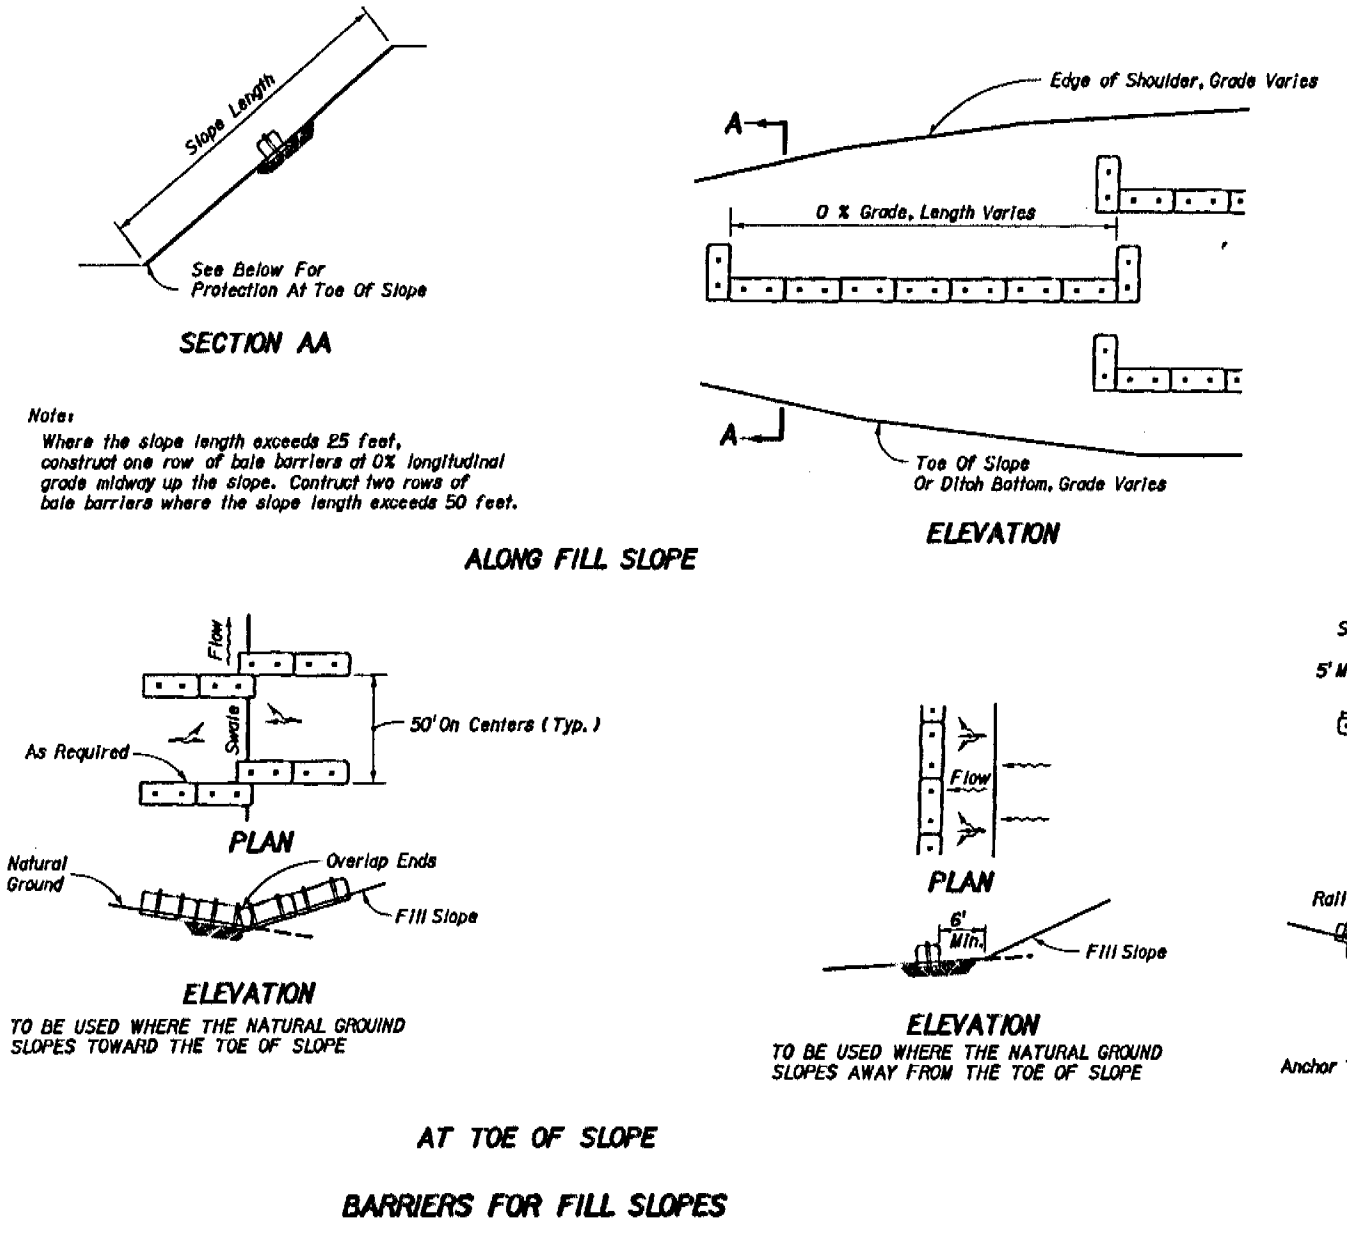 Slope Length
See Below For
Protection At Toe Of Slope
SECTION AA
Edge of Shoulder, Grade Varies
A
0 % Grade, Length Varies
A
Toe Of Slope
Or Ditch Bottom, Grade Varies
ELEVATION
Note:
Where the slope length exceeds 25 feet,
construct one row of bale barriers at 0% longitudinal
grade midway up the slope. Contruct two rows of
bale barriers where the slope length exceeds 50 feet.
ALONG FILL SLOPE
Flow
Swale
50' On Centers (Typ.)
As Required
PLAN
Natural
Ground
Overlap Ends
Fill Slope
ELEVATION
TO BE USED WHERE THE NATURAL GROUIND
SLOPES TOWARD THE TOE OF SLOPE
Flow
PLAN
6'
Min.
Fill Slope
ELEVATION
TO BE USED WHERE THE NATURAL GROUND
SLOPES AWAY FROM THE TOE OF SLOPE
S
5' M
Rail
Anchor
AT TOE OF SLOPE
BARRIERS FOR FILL SLOPES